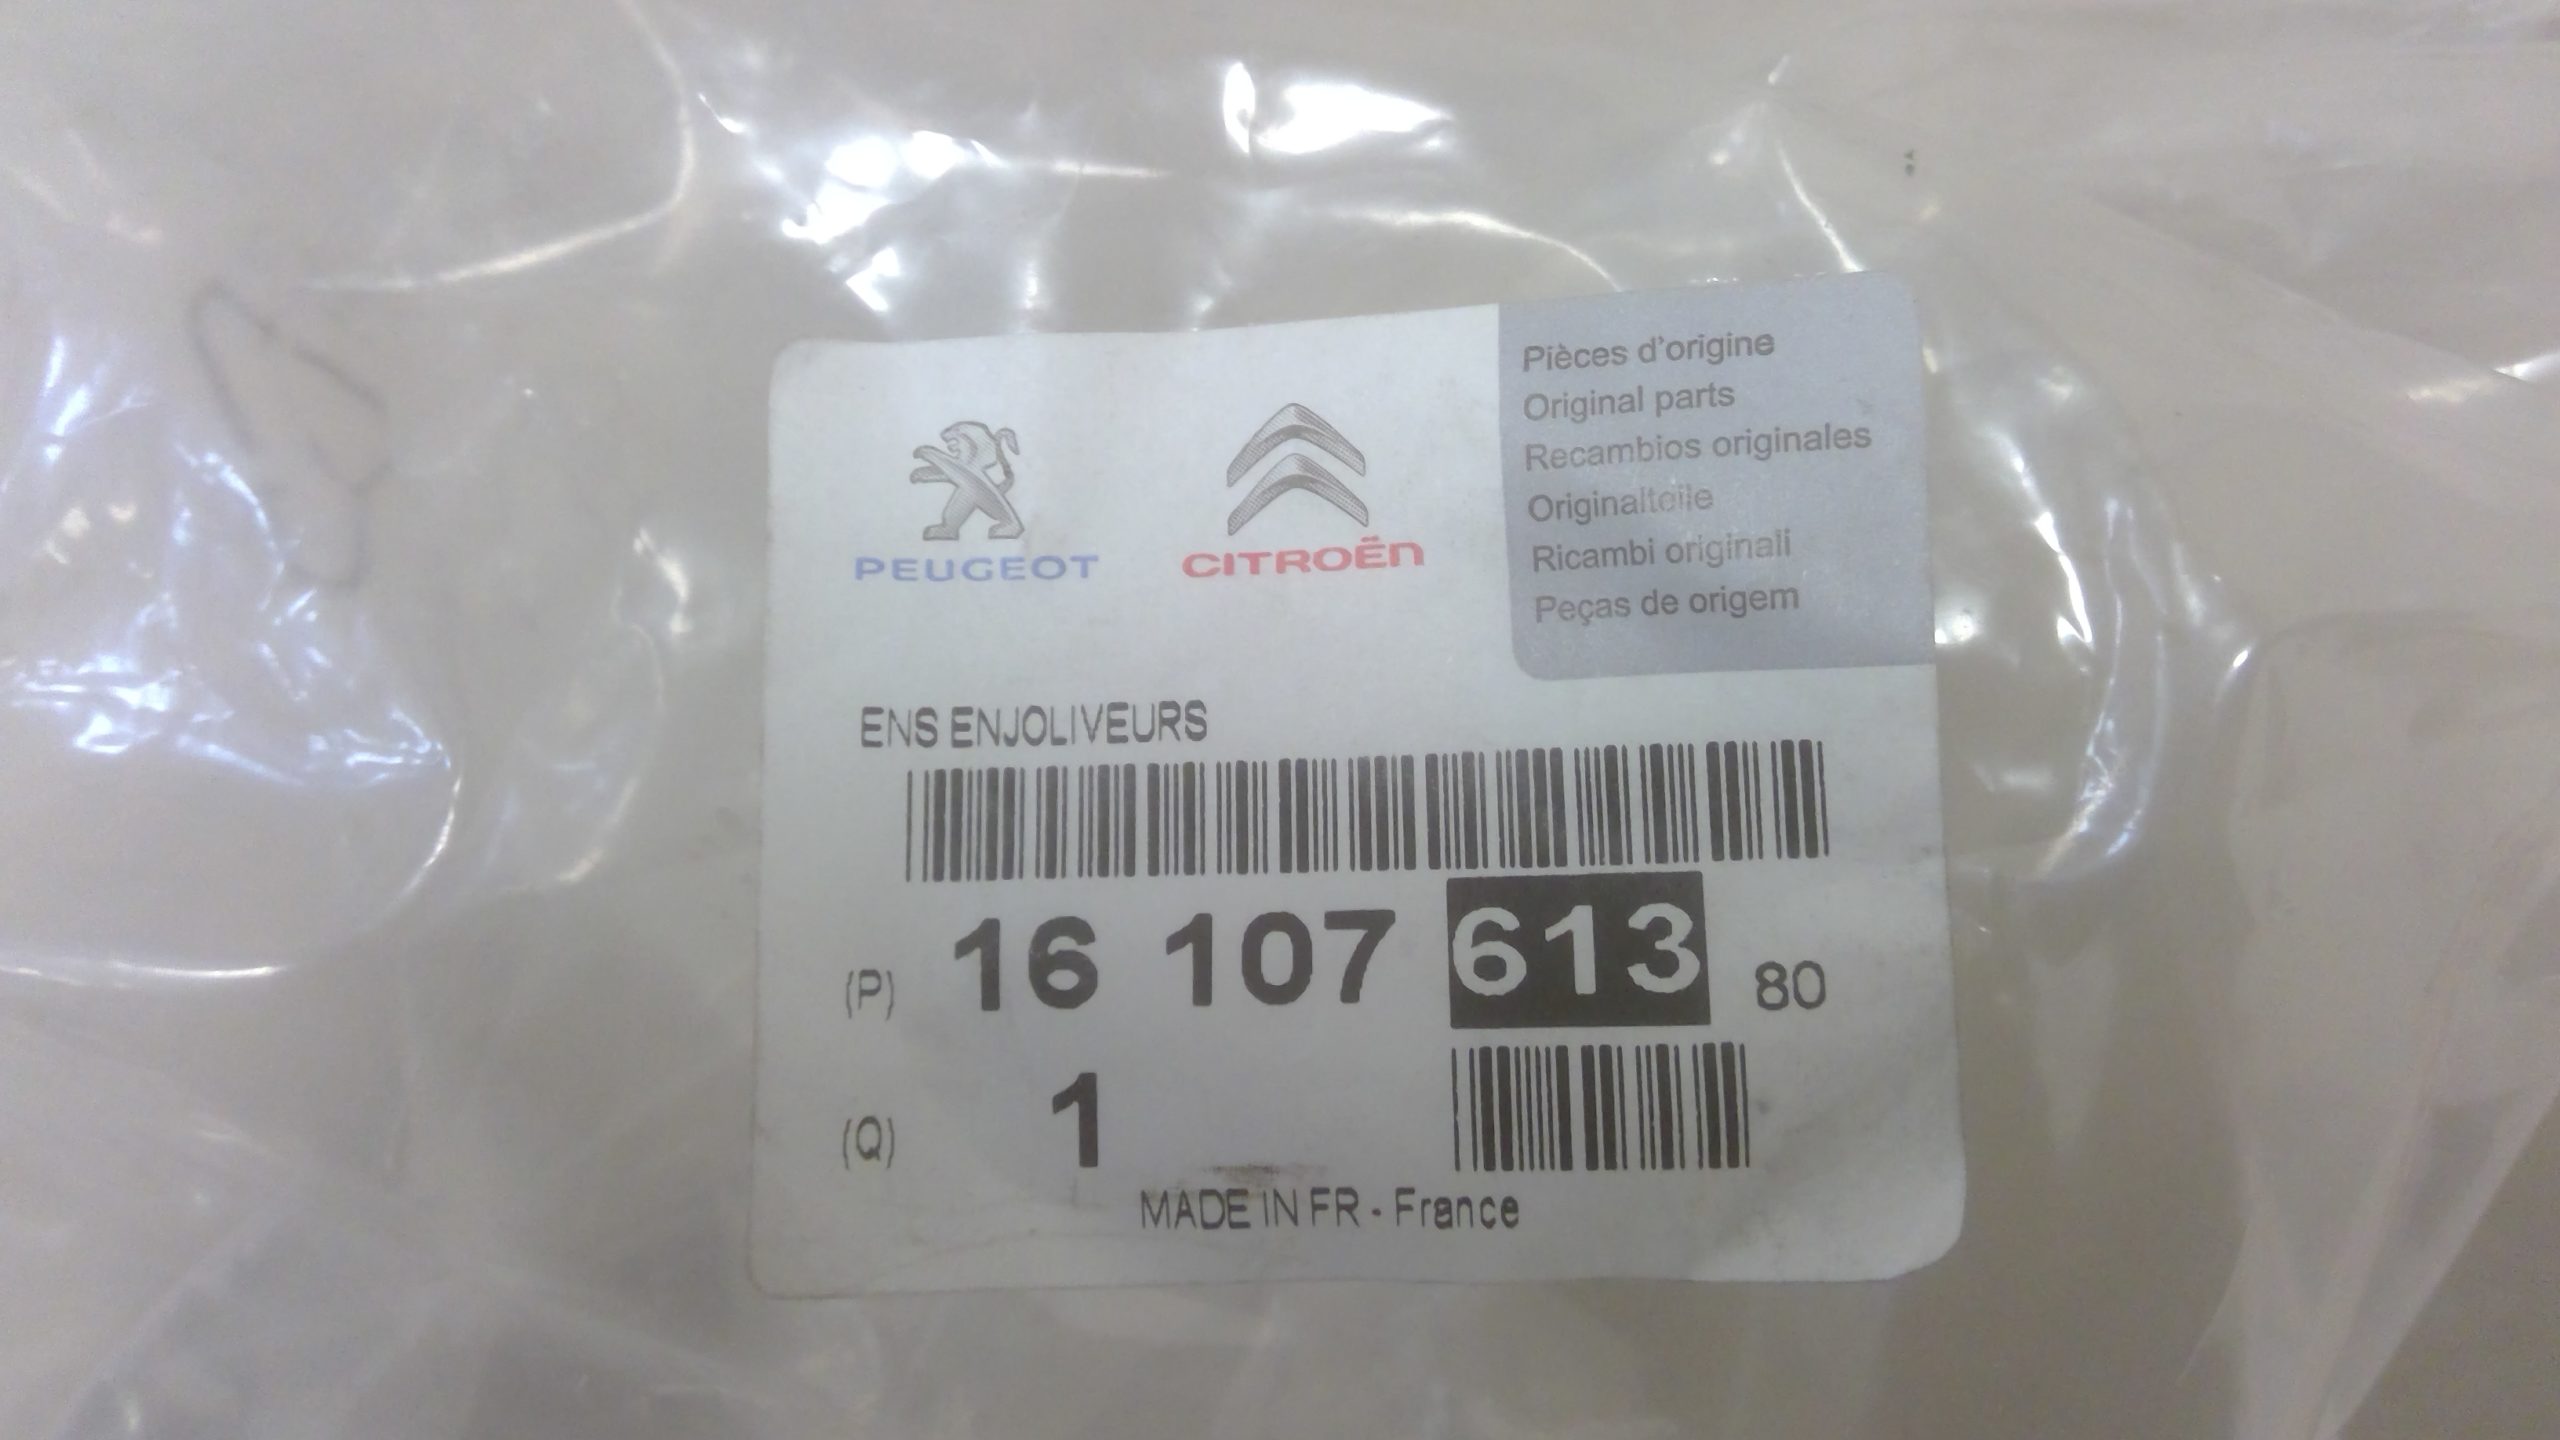 PEUGEOT
CITROËN
Pièces d'origine
Original parts
Recambios originales
Originalteile
Ricambi originali
Peças de origem
ENS ENJOLIVEURS
(P) 16 107 613 80
(Q) 1
MADE IN FR - France